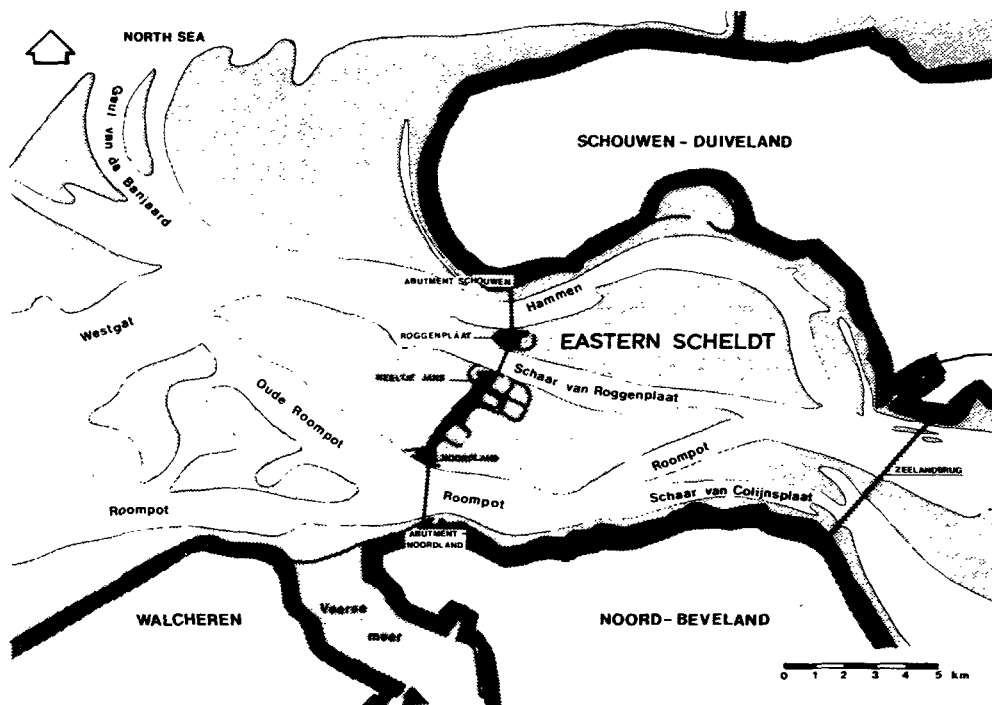 NORTH SEA
Geul van de Banjaard
SCHOUWEN - DUIVELAND
ABUTMENT SCHOUWEN
Hammen
Westgat
ROGGENPLAAT
EASTERN SCHELDT
NEELTJE JANS
Schaar van Roggenplaat
Oude Roompot
NOORDLAND
Roompot
ZEELANDBRUG
Roompot
Schaar van Colijnsplaat
Roompot
ABUTMENT
NOORDLAND
WALCHEREN
Veerse
meer
NOORD - BEVELAND
0 1 2 3 4 5 km